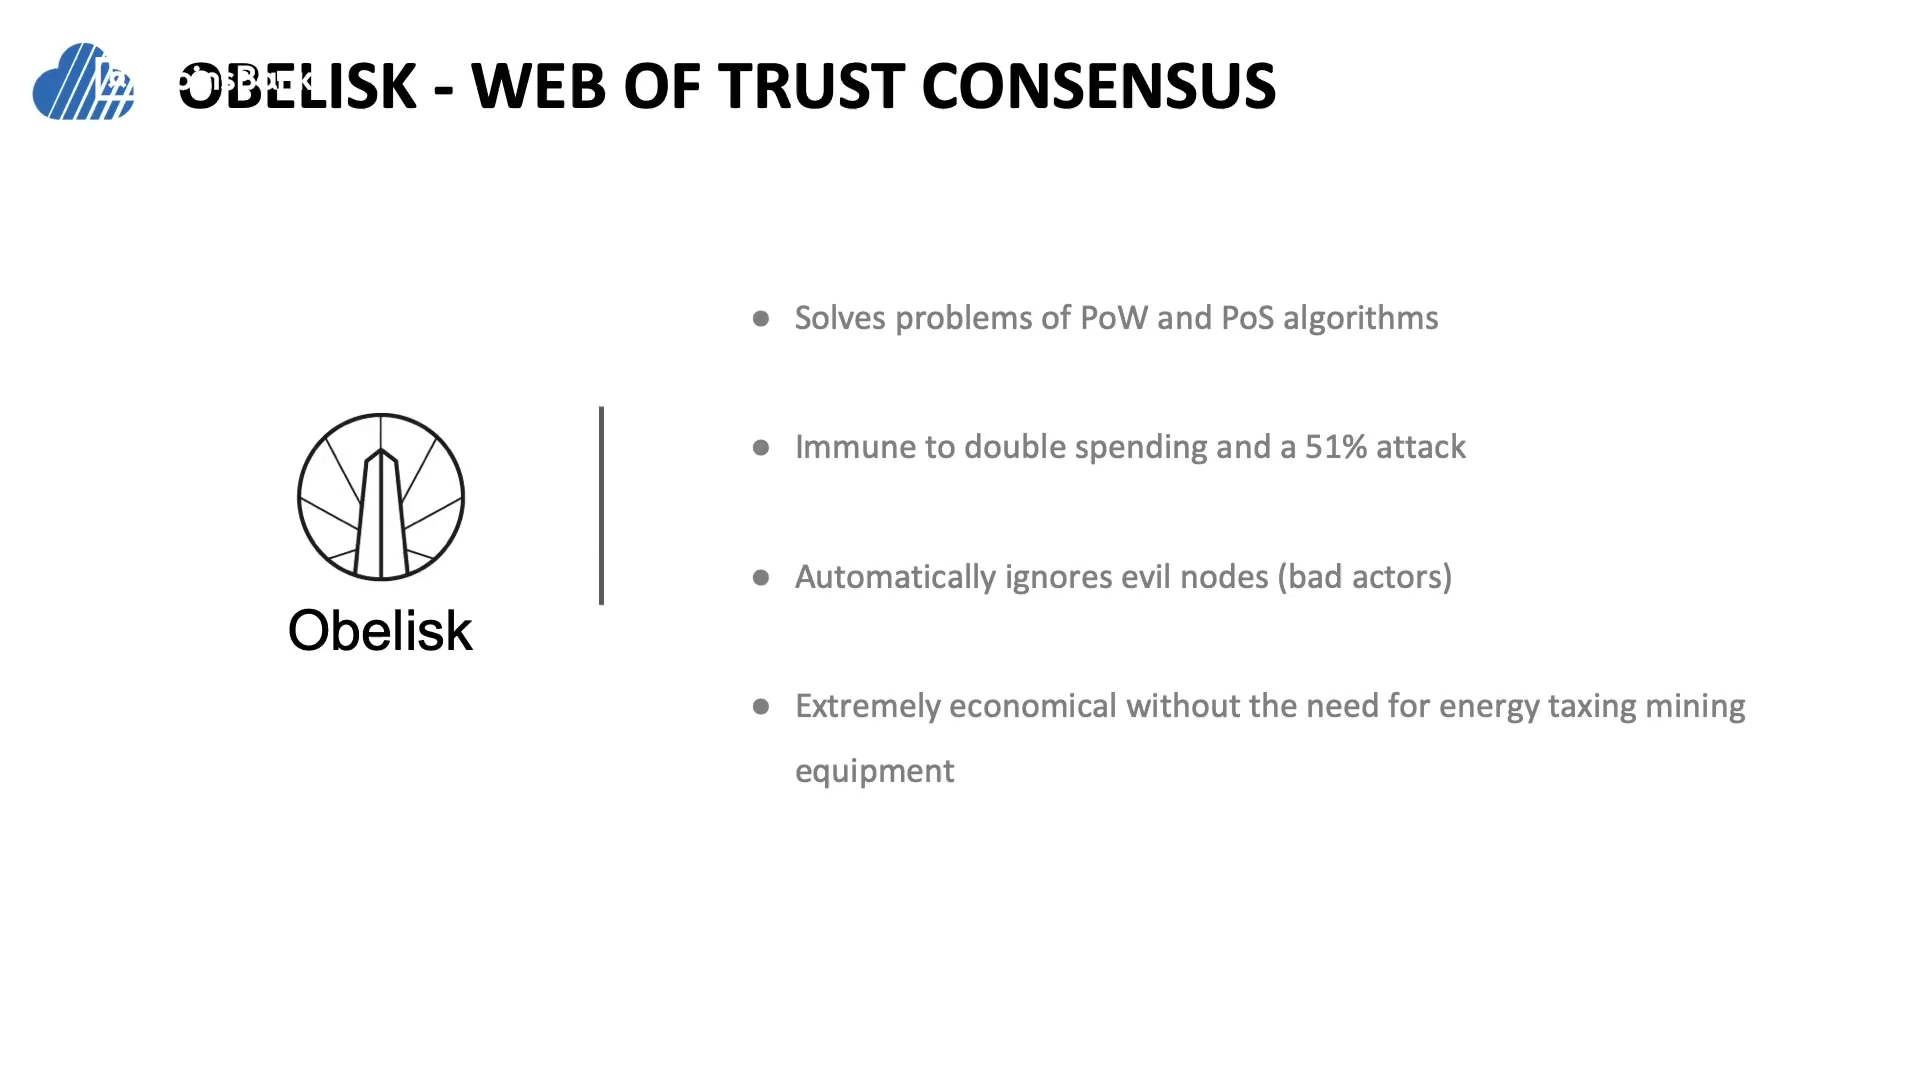 OBELISK - WEB OF TRUST CONSENSUS
● Solves problems of PoW and PoS algorithms
● Immune to double spending and a 51% attack
● Automatically ignores evil nodes (bad actors)
● Extremely economical without the need for energy taxing mining
equipment
Obelisk